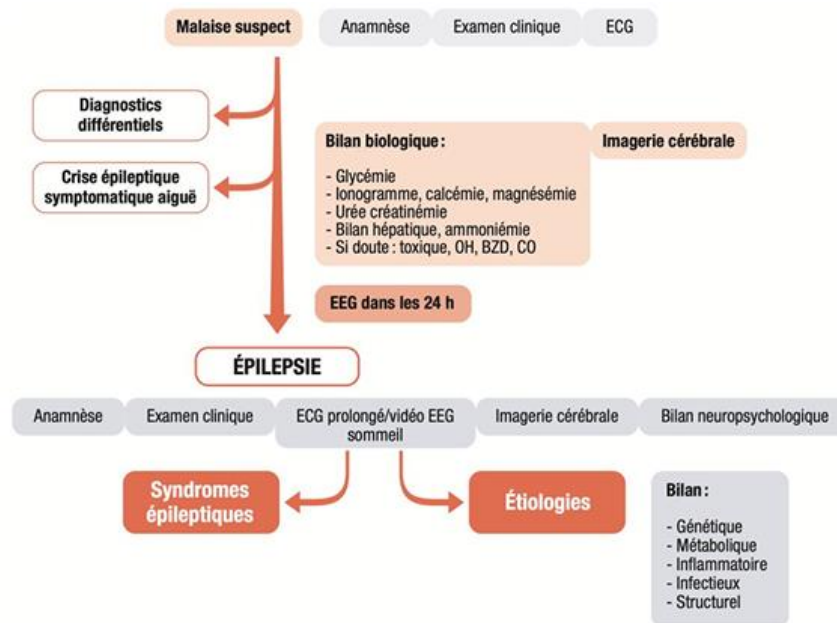 Malaise suspect
Anamnèse
Examen clinique
ECG
Diagnostics
différentiels
Crise épileptique
symptomatique aiguë
Bilan biologique :
- Glycémie
- Ionogramme, calcémie, magnésémie
- Urée créatinémie
- Bilan hépatique, ammoniémie
- Si doute : toxique, OH, BZD, CO
Imagerie cérébrale
EEG dans les 24 h
ÉPILEPSIE
Anamnèse
Examen clinique
ECG prolongé/vidéo EEG
sommeil
Imagerie cérébrale
Bilan neuropsychologique
Syndromes
épileptiques
Étiologies
Bilan :
- Génétique
- Métabolique
- Inflammatoire
- Infectieux
- Structurel